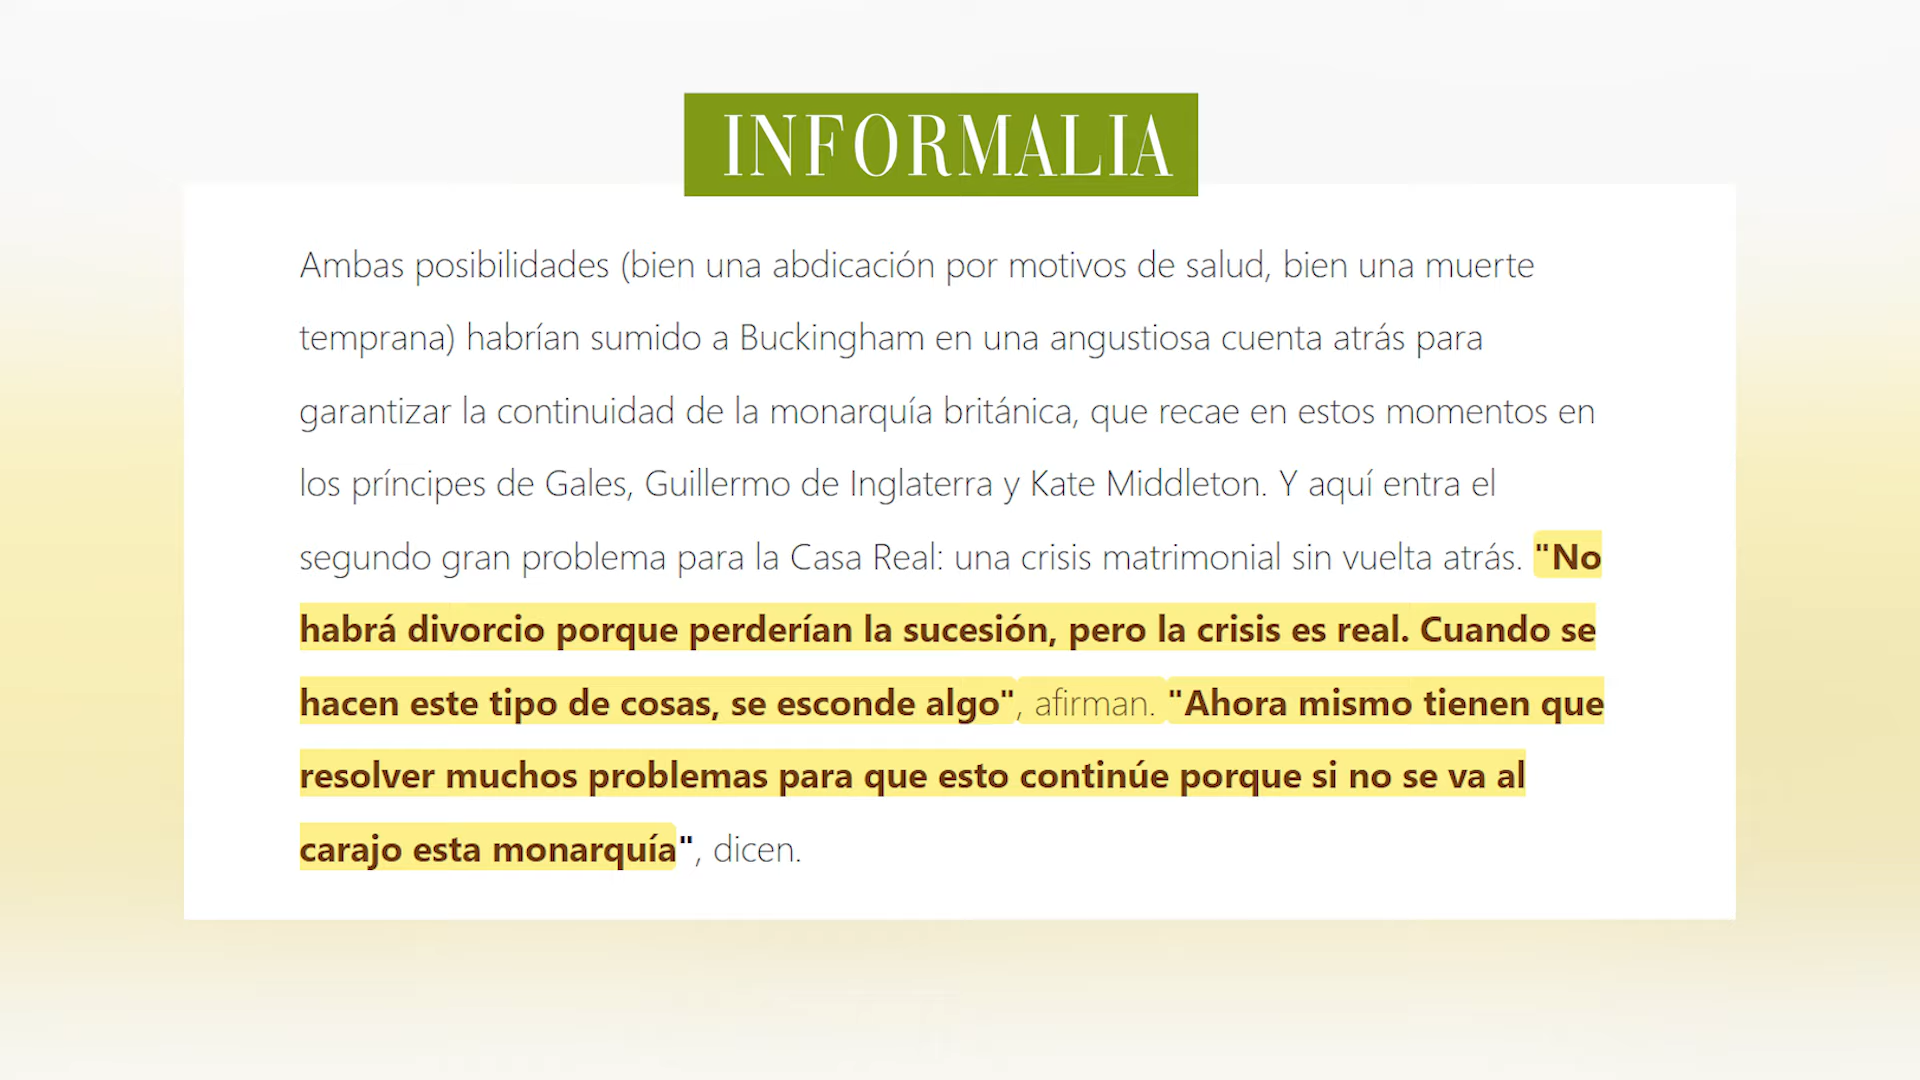 INFORMALIA
Ambas posibilidades (bien una abdicación por motivos de salud, bien una muerte
temprana) habrían sumido a Buckingham en una angustiosa cuenta atrás para
garantizar la continuidad de la monarquía británica, que recae en estos momentos en
los príncipes de Gales, Guillermo de Inglaterra y Kate Middleton. Y aquí entra el
segundo gran problema para la Casa Real: una crisis matrimonial sin vuelta atrás. "No
habrá divorcio porque perderían la sucesión, pero la crisis es real. Cuando se
hacen este tipo de cosas, se esconde algo", afirman. "Ahora mismo tienen que
resolver muchos problemas para que esto continúe porque si no se va al
carajo esta monarquía", dicen.